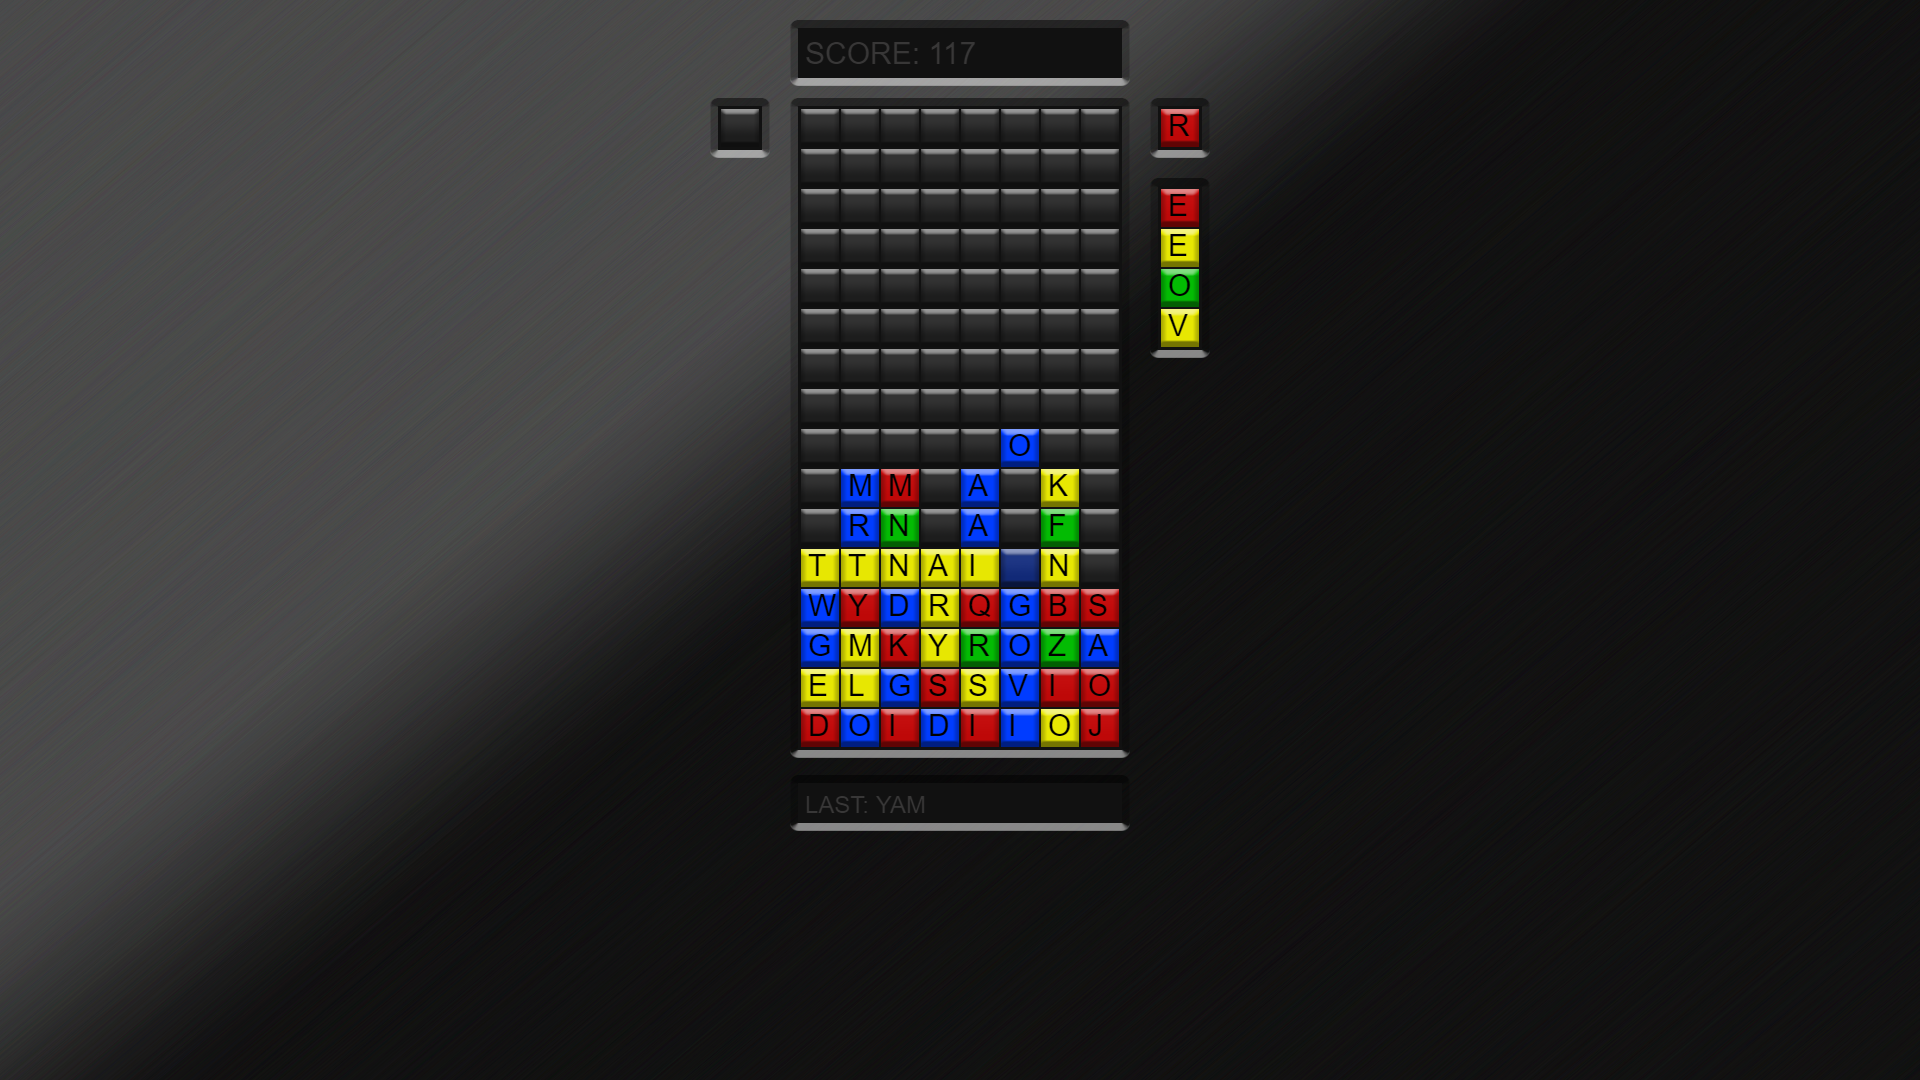 SCORE: 117
R
E
E
O
V
O
M M A K
R N A F
T T N A I N
W Y D R Q G B S
G M K Y R O Z A
E L G S S V I O
D O I D I I O J
LAST: YAM